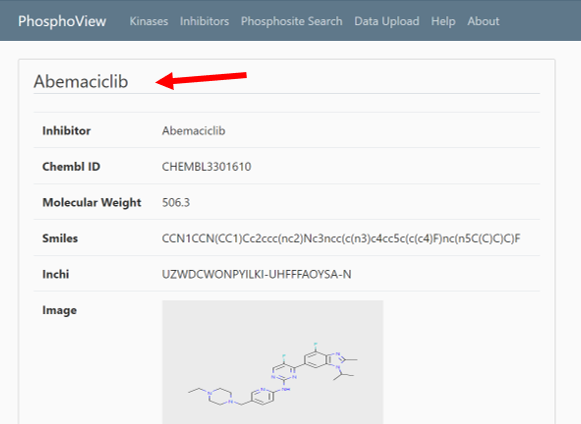 PhosphoView Kinases Inhibitors Phosphosite Search Data Upload Help About
Abemaciclib
Inhibitor Abemaciclib
Chembl ID CHEMBL3301610
Molecular Weight 506.3
Smiles CCN1CCN(CC1)Cc2ccc(nc2)Nc3ncc(c(n3)c4cc5c(c(c4)F)nc(n5C(C)C)C)F
Inchi UZWDCWONPYILKI-UHFFFAOYSA-N
Image